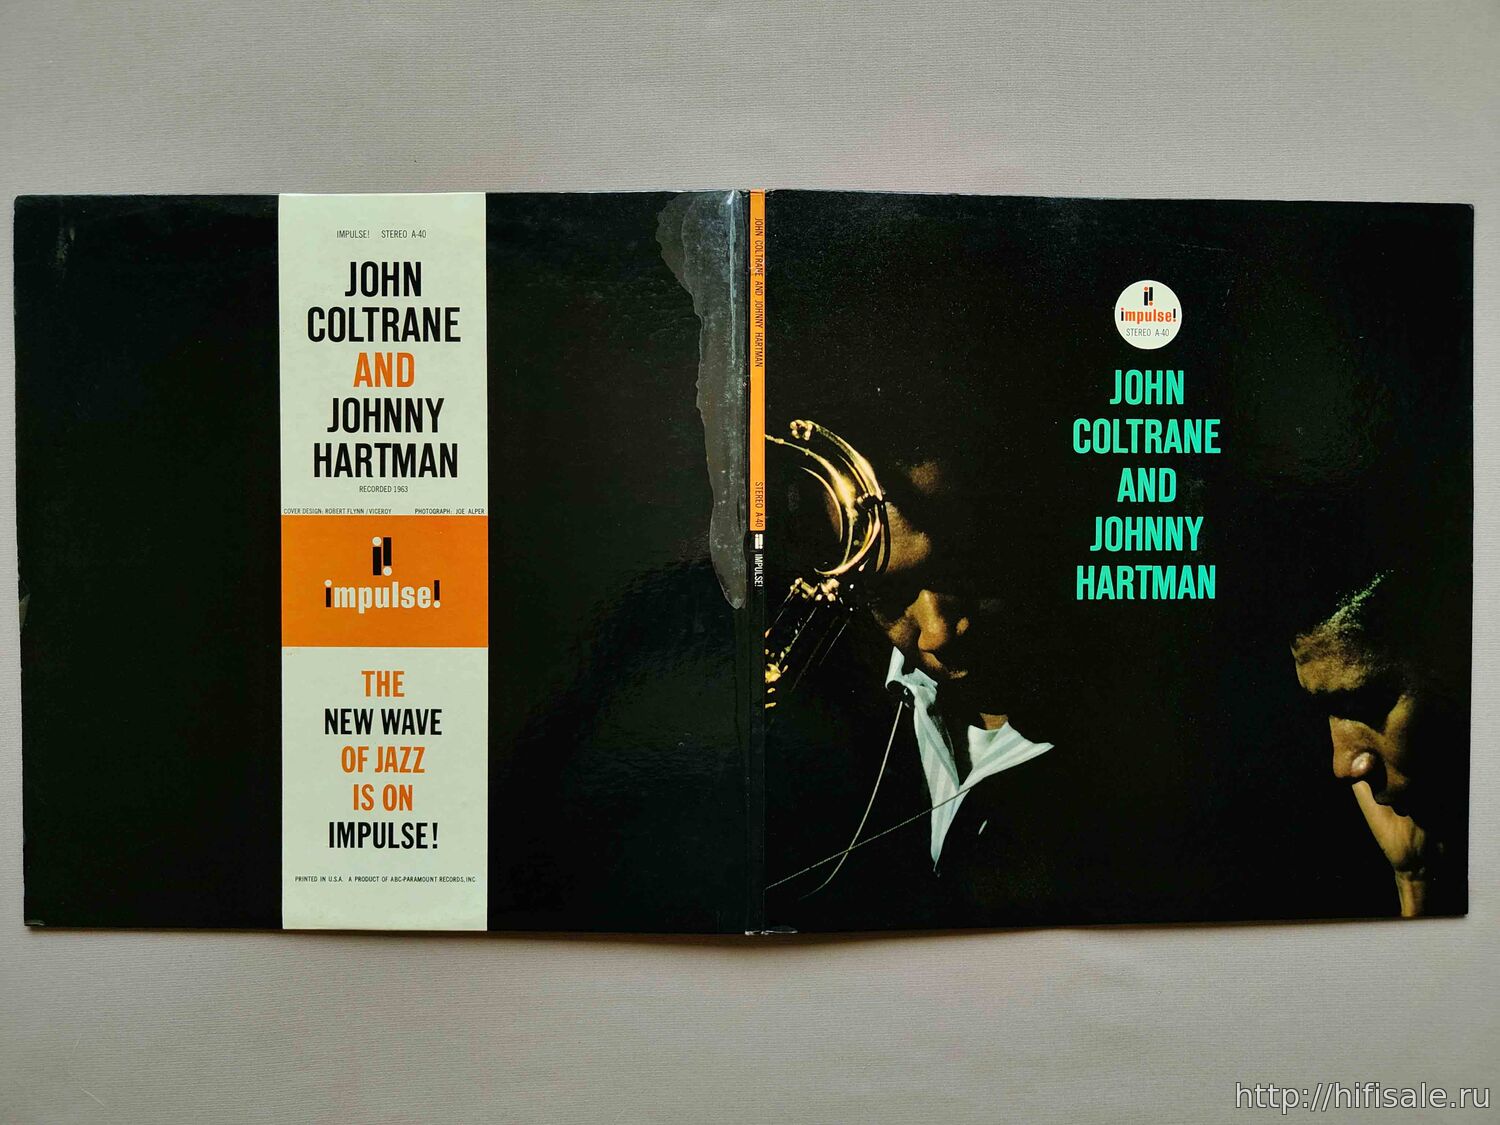 IMPULSE! STEREO A-40
JOHN
COLTRANE
AND
JOHNNY
HARTMAN
RECORDED 1963
COVER DESIGN: ROBERT FLYNN / VICEROY PHOTOGRAPH: JOE ALPER
impulse!
THE
NEW WAVE
OF JAZZ
IS ON
IMPULSE!
PRINTED IN U.S.A. A PRODUCT OF ABC-PARAMOUNT RECORDS, INC
JOHN COLTRANE AND JOHNNY HARTMAN STEREO A-40 IMPULSE!
impulse!
STEREO A-40
JOHN
COLTRANE
AND
JOHNNY
HARTMAN
http://hifisale.ru